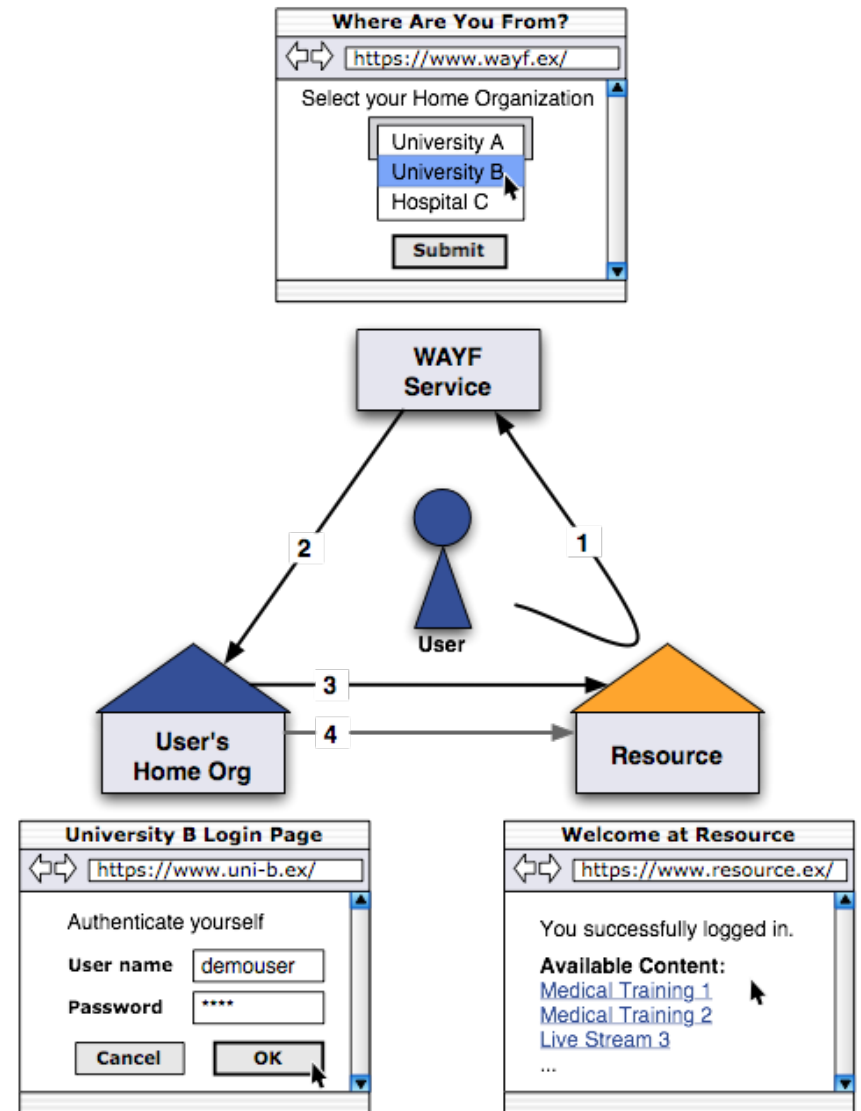 Where Are You From?
https://www.wayf.ex/
Select your Home Organization
University A
University B
Hospital C
Submit
WAYF
Service
1
2
User
3
4
User's
Home Org
Resource
University B Login Page
https://www.uni-b.ex/
Authenticate yourself
User name demouser
Password ****
Cancel OK
Welcome at Resource
https://www.resource.ex/
You successfully logged in.
Available Content:
Medical Training 1
Medical Training 2
Live Stream 3
...